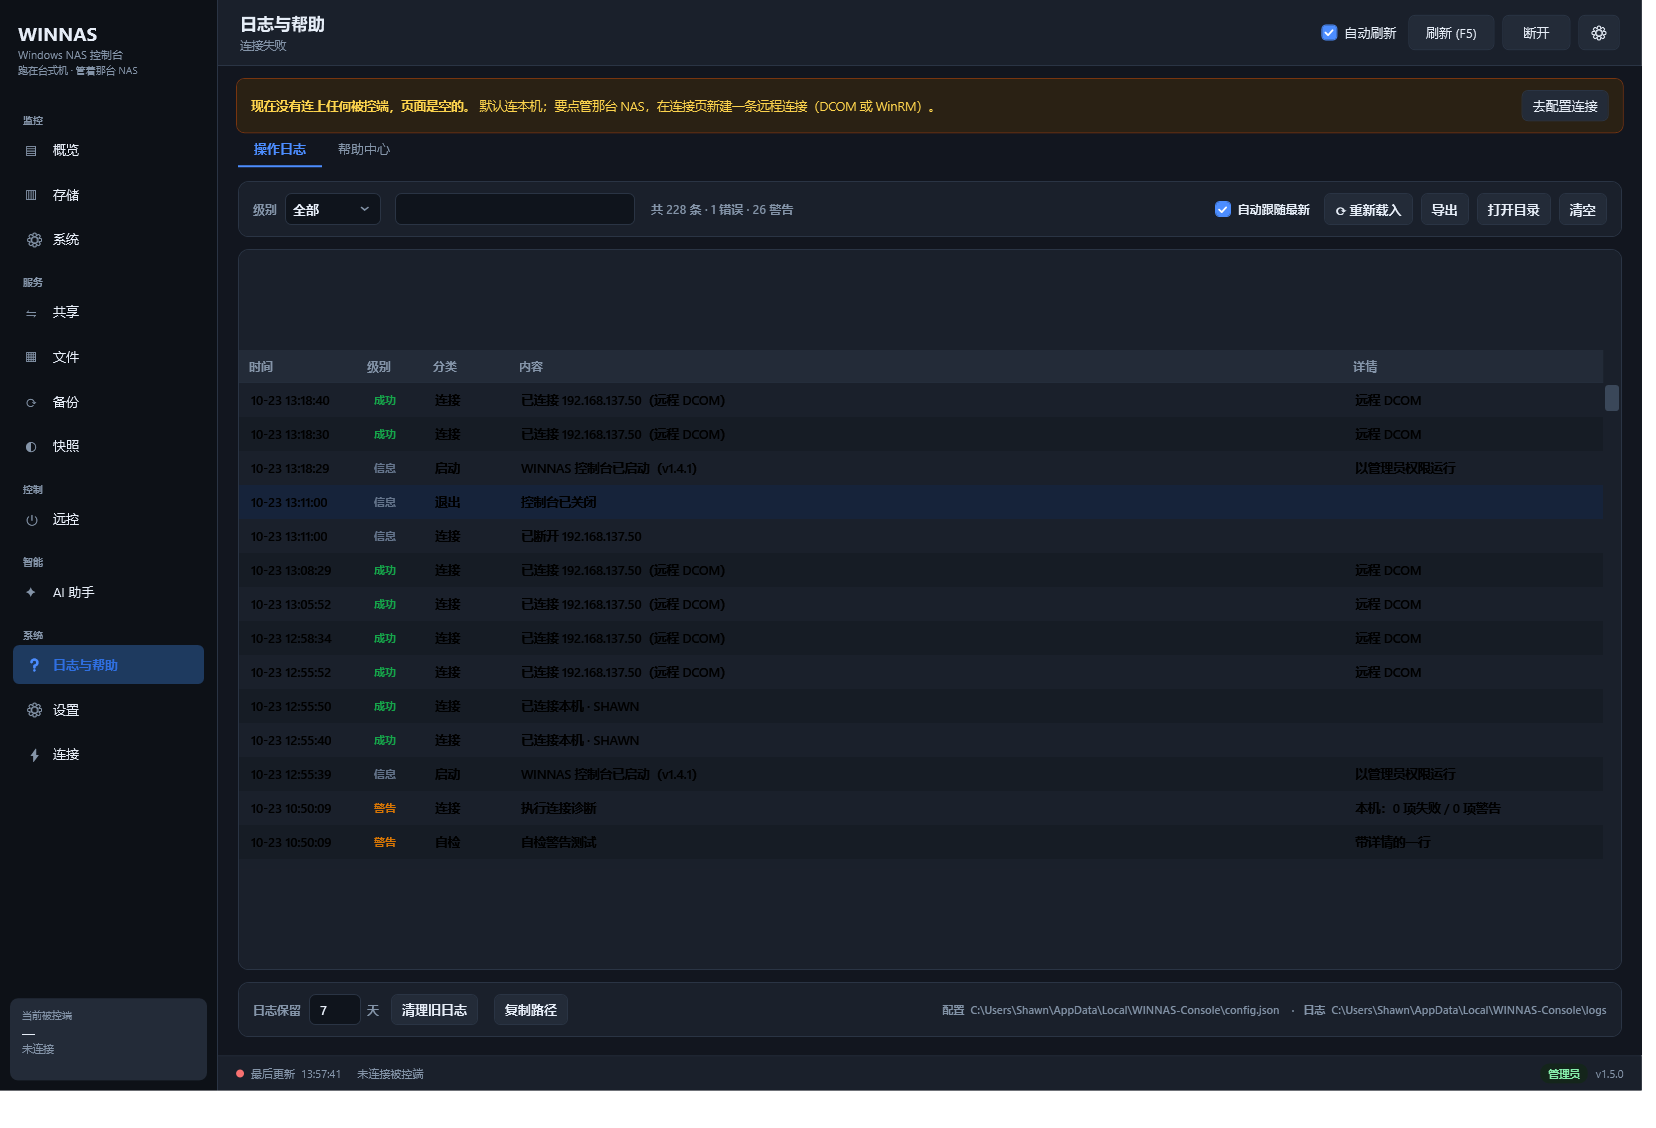 WINNAS
Windows NAS 控制台
跑在台式机 · 管着那台 NAS
监控
概览
存储
系统
服务
共享
文件
备份
快照
控制
远控
智能
AI 助手
系统
日志与帮助
设置
连接
当前被控端
—
未连接
日志与帮助
连接失败
自动刷新
刷新 (F5)
断开
现在没有连上任何被控端，页面是空的。 默认连本机；要点管那台 NAS，在连接页新建一条远程连接（DCOM 或 WinRM）。
去配置连接
操作日志 帮助中心
级别 全部 共 228 条 · 1 错误 · 26 警告 自动跟随最新 重新载入 导出 打开目录 清空
时间 级别 分类 内容 详情
10-23 13:18:40 成功 连接 已连接 192.168.137.50（远程 DCOM） 远程 DCOM
10-23 13:18:30 成功 连接 已连接 192.168.137.50（远程 DCOM） 远程 DCOM
10-23 13:18:29 信息 启动 WINNAS 控制台已启动（v1.4.1） 以管理员权限运行
10-23 13:11:00 信息 退出 控制台已关闭
10-23 13:11:00 信息 连接 已断开 192.168.137.50
10-23 13:08:29 成功 连接 已连接 192.168.137.50（远程 DCOM） 远程 DCOM
10-23 13:05:52 成功 连接 已连接 192.168.137.50（远程 DCOM） 远程 DCOM
10-23 12:58:34 成功 连接 已连接 192.168.137.50（远程 DCOM） 远程 DCOM
10-23 12:55:52 成功 连接 已连接 192.168.137.50（远程 DCOM） 远程 DCOM
10-23 12:55:50 成功 连接 已连接本机 · SHAWN
10-23 12:55:40 成功 连接 已连接本机 · SHAWN
10-23 12:55:39 信息 启动 WINNAS 控制台已启动（v1.4.1） 以管理员权限运行
10-23 10:50:09 警告 连接 执行连接诊断 本机：0 项失败 / 0 项警告
10-23 10:50:09 警告 自检 自检警告测试 带详情的一行
日志保留 7 天 清理旧日志 复制路径 配置 C:\Users\Shawn\AppData\Local\WINNAS-Console\config.json · 日志 C:\Users\Shawn\AppData\Local\WINNAS-Console\logs
最后更新 13:57:41 未连接被控端 管理员 v1.5.0